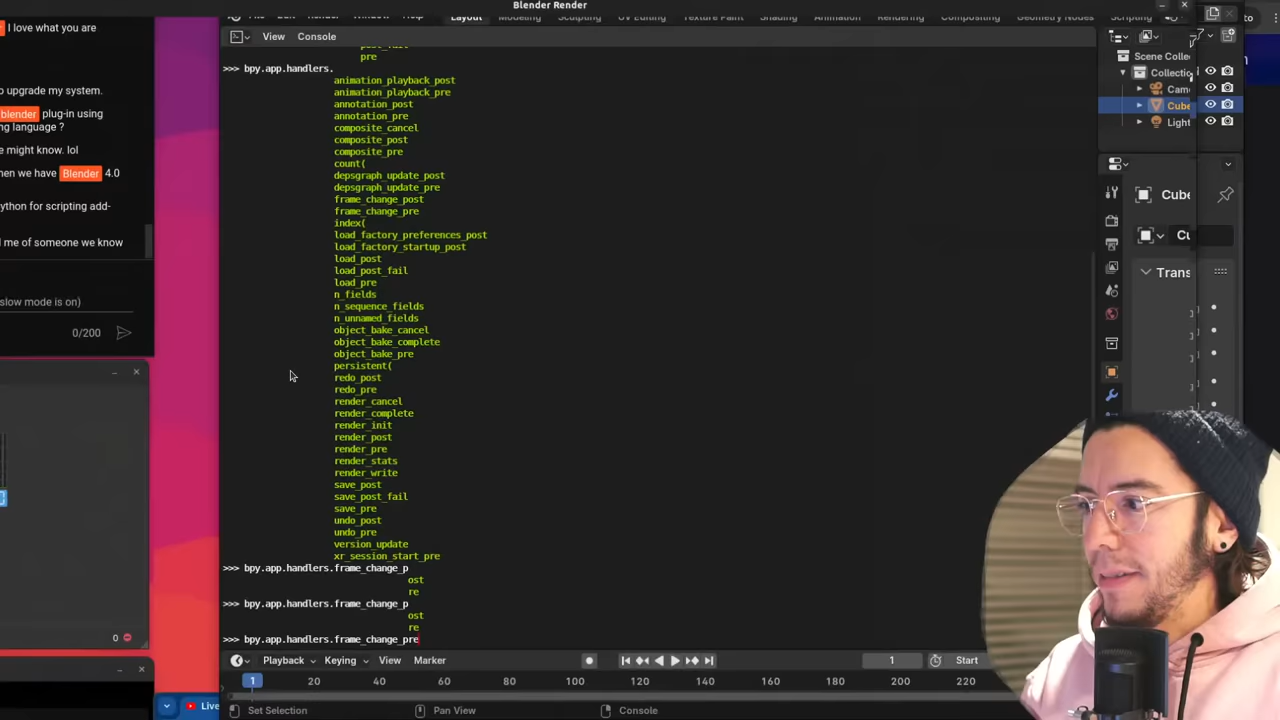 Blender Render
Layout Modeling Sculpting UV Editing Texture Paint Shading Animation Rendering Compositing Geometry Nodes Scripting
View Console
I love what you are
o upgrade my system.
blender plug-in using
ng language ?
e might know. lol
hen we have Blender 4.0
ython for scripting add-
d me of someone we know
slow mode is on)
0/200
0
Live
post_fail
pre
>>> bpy.app.handlers.
animation_playback_post
animation_playback_pre
annotation_post
annotation_pre
composite_cancel
composite_post
composite_pre
count(
depsgraph_update_post
depsgraph_update_pre
frame_change_post
frame_change_pre
index(
load_factory_preferences_post
load_factory_startup_post
load_post
load_post_fail
load_pre
n_fields
n_sequence_fields
n_unnamed_fields
object_bake_cancel
object_bake_complete
object_bake_pre
persistent(
redo_post
redo_pre
render_cancel
render_complete
render_init
render_post
render_pre
render_stats
render_write
save_post
save_post_fail
save_pre
undo_post
undo_pre
version_update
xr_session_start_pre
>>> bpy.app.handlers.frame_change_p
ost
re
>>> bpy.app.handlers.frame_change_p
ost
re
>>> bpy.app.handlers.frame_change_pre
Scene Collec
Collectio
Came
Cube
Light
Cube
Cu
Trans
Playback Keying View Marker
1 Start
1 20 40 60 80 100 120 140 160 180 200 220
Set Selection Pan View Console